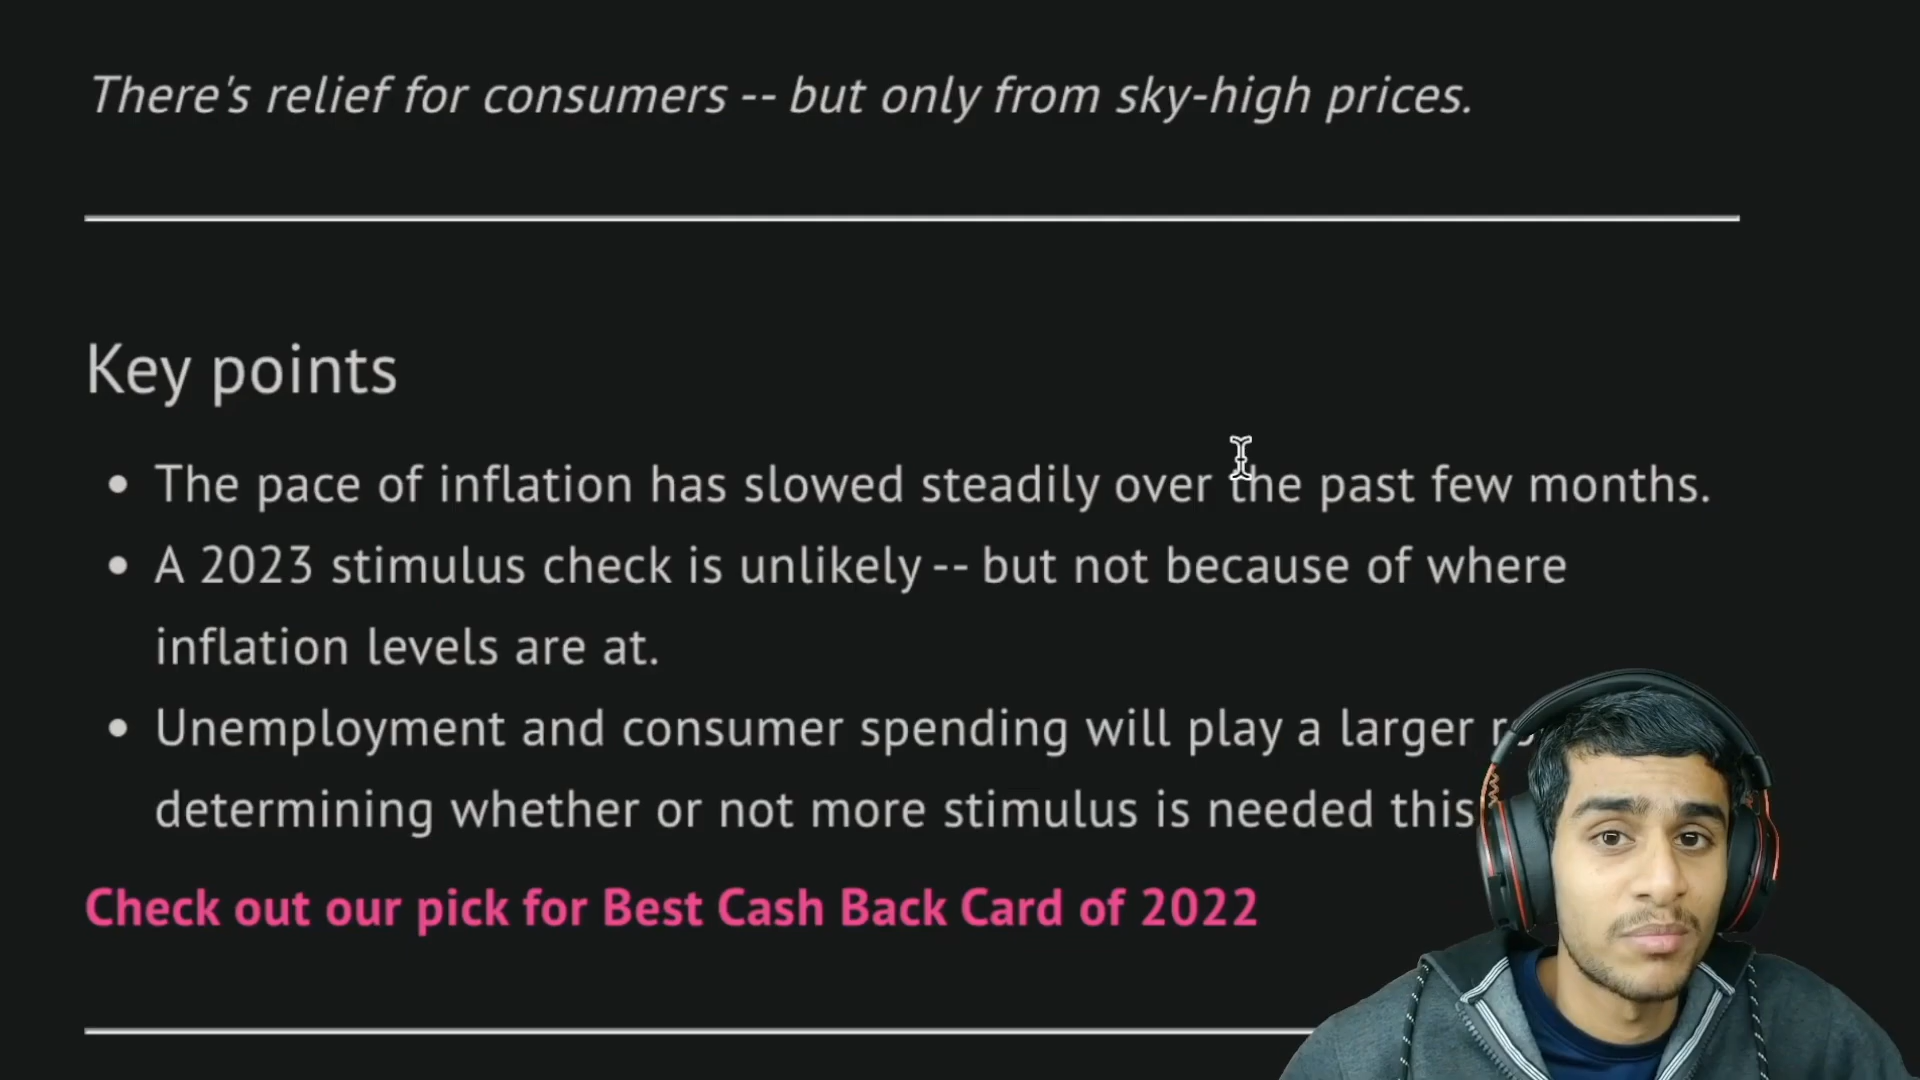 There's relief for consumers -- but only from sky-high prices.
Key points
• The pace of inflation has slowed steadily over the past few months.
• A 2023 stimulus check is unlikely -- but not because of where
inflation levels are at.
• Unemployment and consumer spending will play a larger
determining whether or not more stimulus is needed this
Check out our pick for Best Cash Back Card of 2022